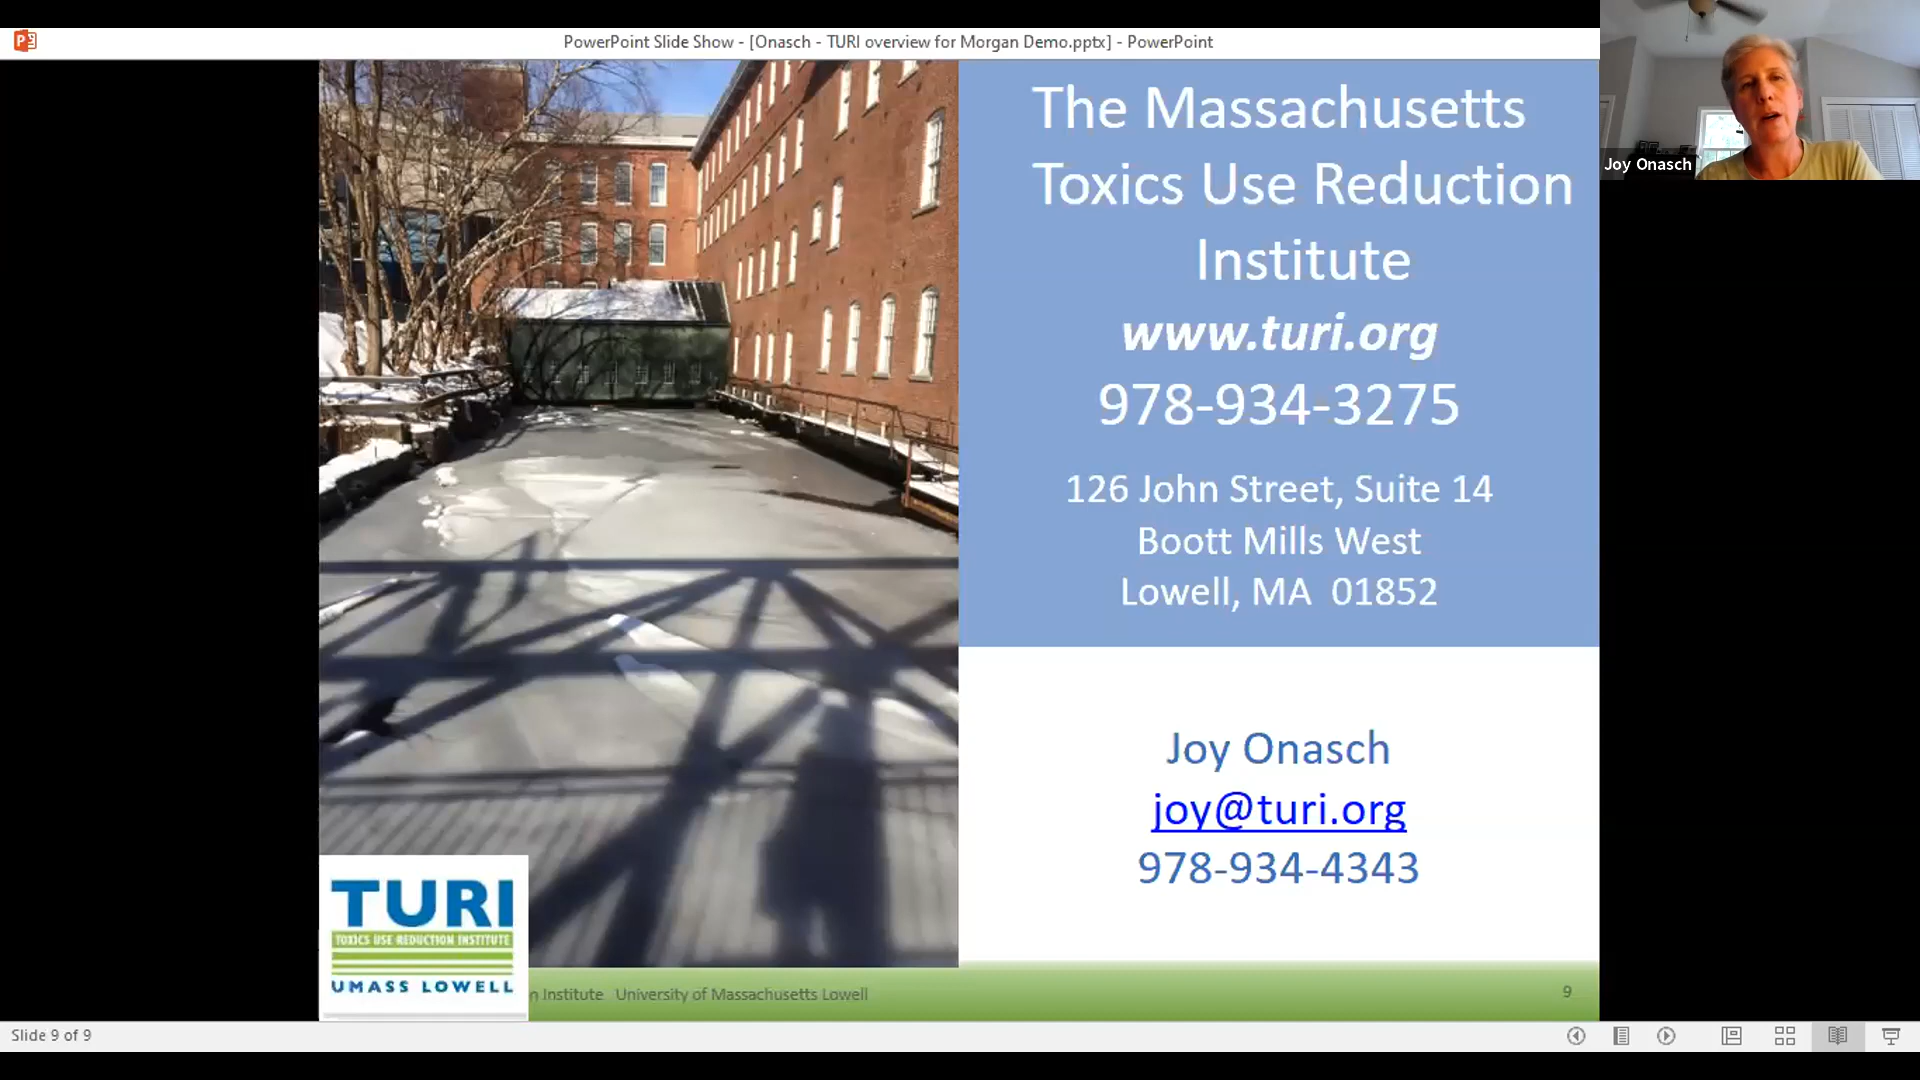 PowerPoint Slide Show - [Onasch - TURI overview for Morgan Demo.pptx] - PowerPoint
The Massachusetts
Toxics Use Reduction
Institute
www.turi.org
978-934-3275
126 John Street, Suite 14
Boott Mills West
Lowell, MA 01852
Joy Onasch
joy@turi.org
978-934-4343
Joy Onasch
TURI
TOXICS USE REDUCTION INSTITUTE
UMASS LOWELL
n Institute University of Massachusetts Lowell
9
Slide 9 of 9